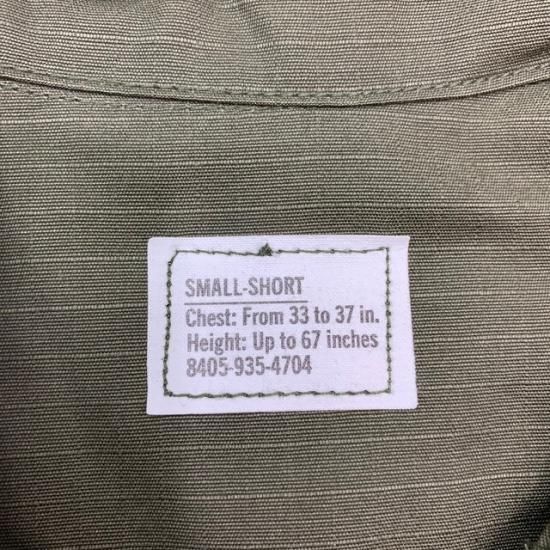 SMALL-SHORT
Chest: From 33 to 37 in.
Height: Up to 67 inches
8405-935-4704